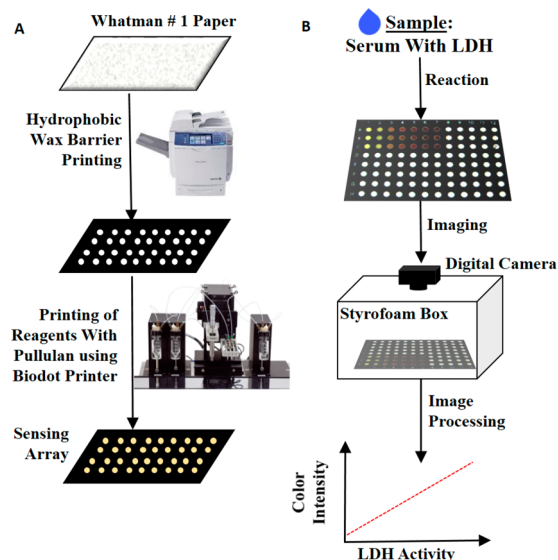 A
Whatman # 1 Paper
Hydrophobic
Wax Barrier
Printing
Printing of
Reagents With
Pullulan using
Biodot Printer
Sensing
Array
B
Sample:
Serum With LDH
Reaction
Imaging
Digital Camera
Styrofoam Box
Image
Processing
Color
Intensity
LDH Activity